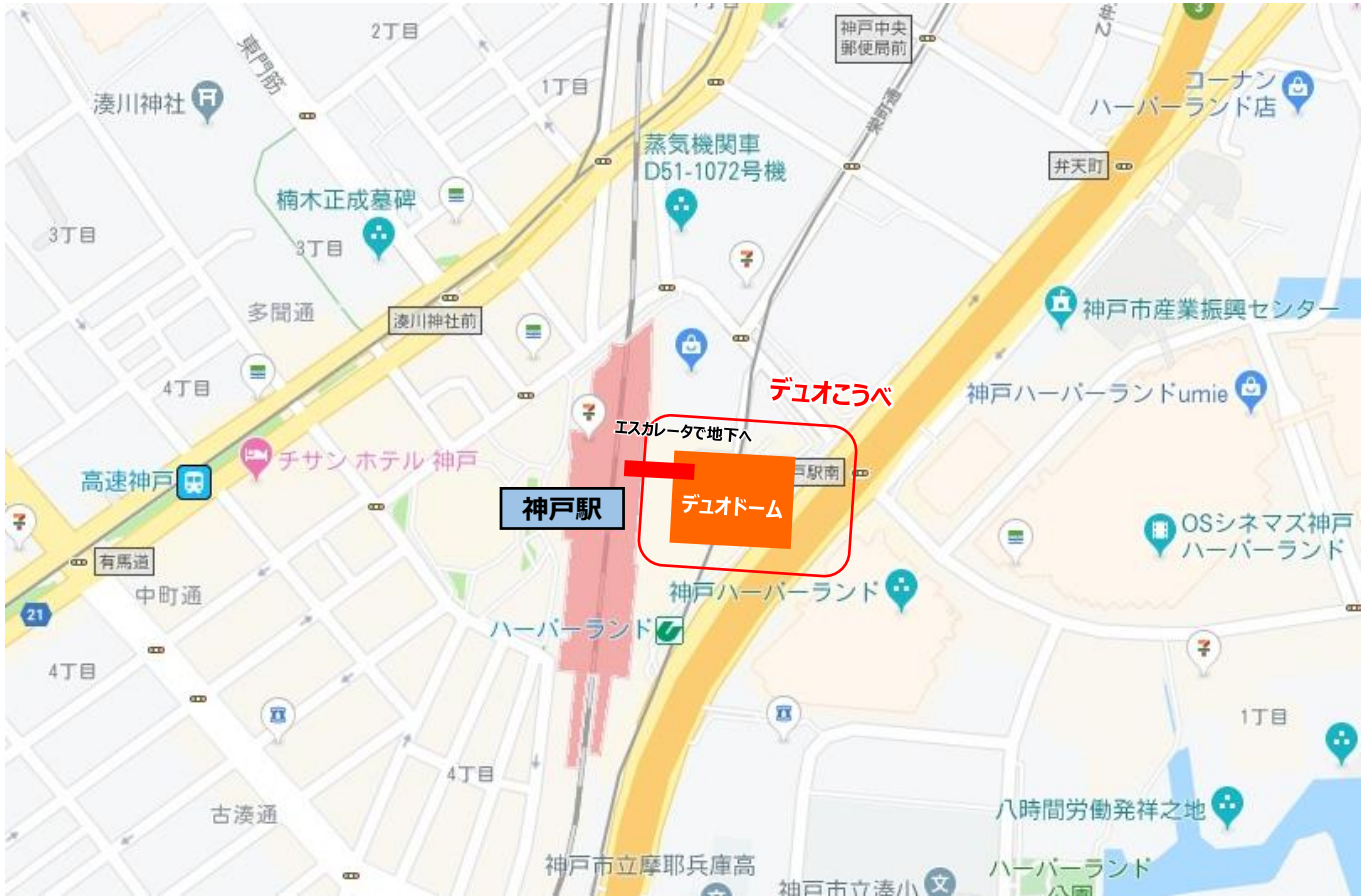 2丁目
神戸中央
郵便局前
東門筋
コーナン
ハーバーランド店
湊川神社
1丁目
蒸気機関車
D51-1072号機
弁天町
楠木正成墓碑
3丁目
3丁目
多聞通
湊川神社前
神戸市産業振興センター
4丁目
デュオこうべ
神戸ハーバーランドumie
エスカレータで地下へ
チサン ホテル 神戸
高速神戸
戸駅南
神戸駅
デュオドーム
OSシネマズ神戸
ハーバーランド
有馬道
中町通
神戸ハーバーランド
21
ハーバーランド
4丁目
1丁目
4丁目
八時間労働発祥之地
古湊通
神戸市立摩耶兵庫高
ハーバーランド
公園
神戸市立湊小
文